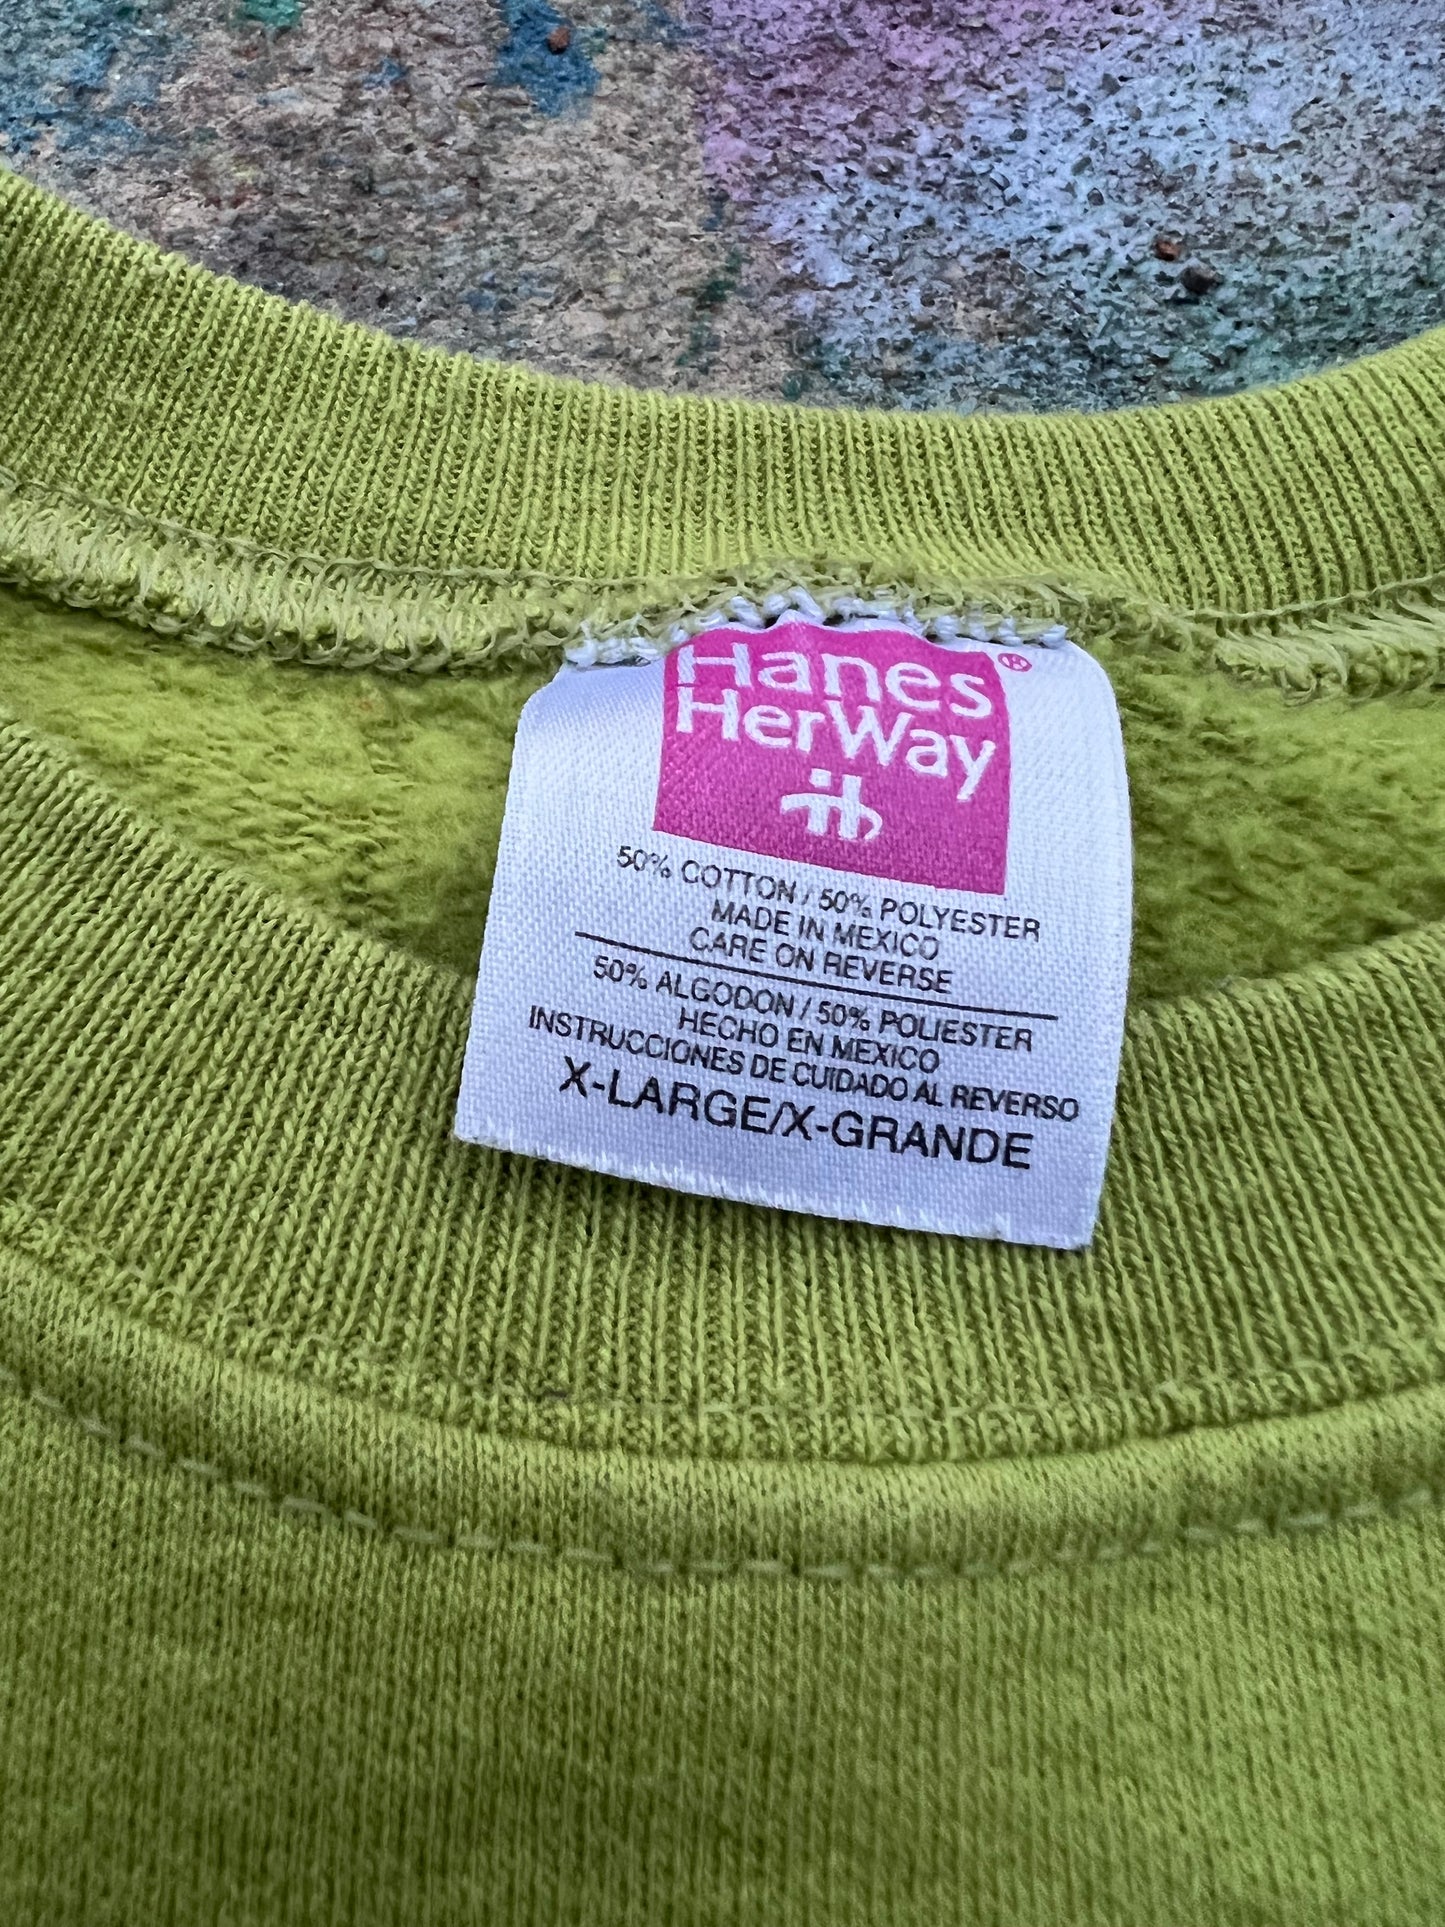 Hanes®
HerWay
50% COTTON / 50% POLYESTER
MADE IN MEXICO
CARE ON REVERSE
50% ALGODON / 50% POLIESTER
HECHO EN MEXICO
INSTRUCCIONES DE CUIDADO AL REVERSO
X-LARGE/X-GRANDE